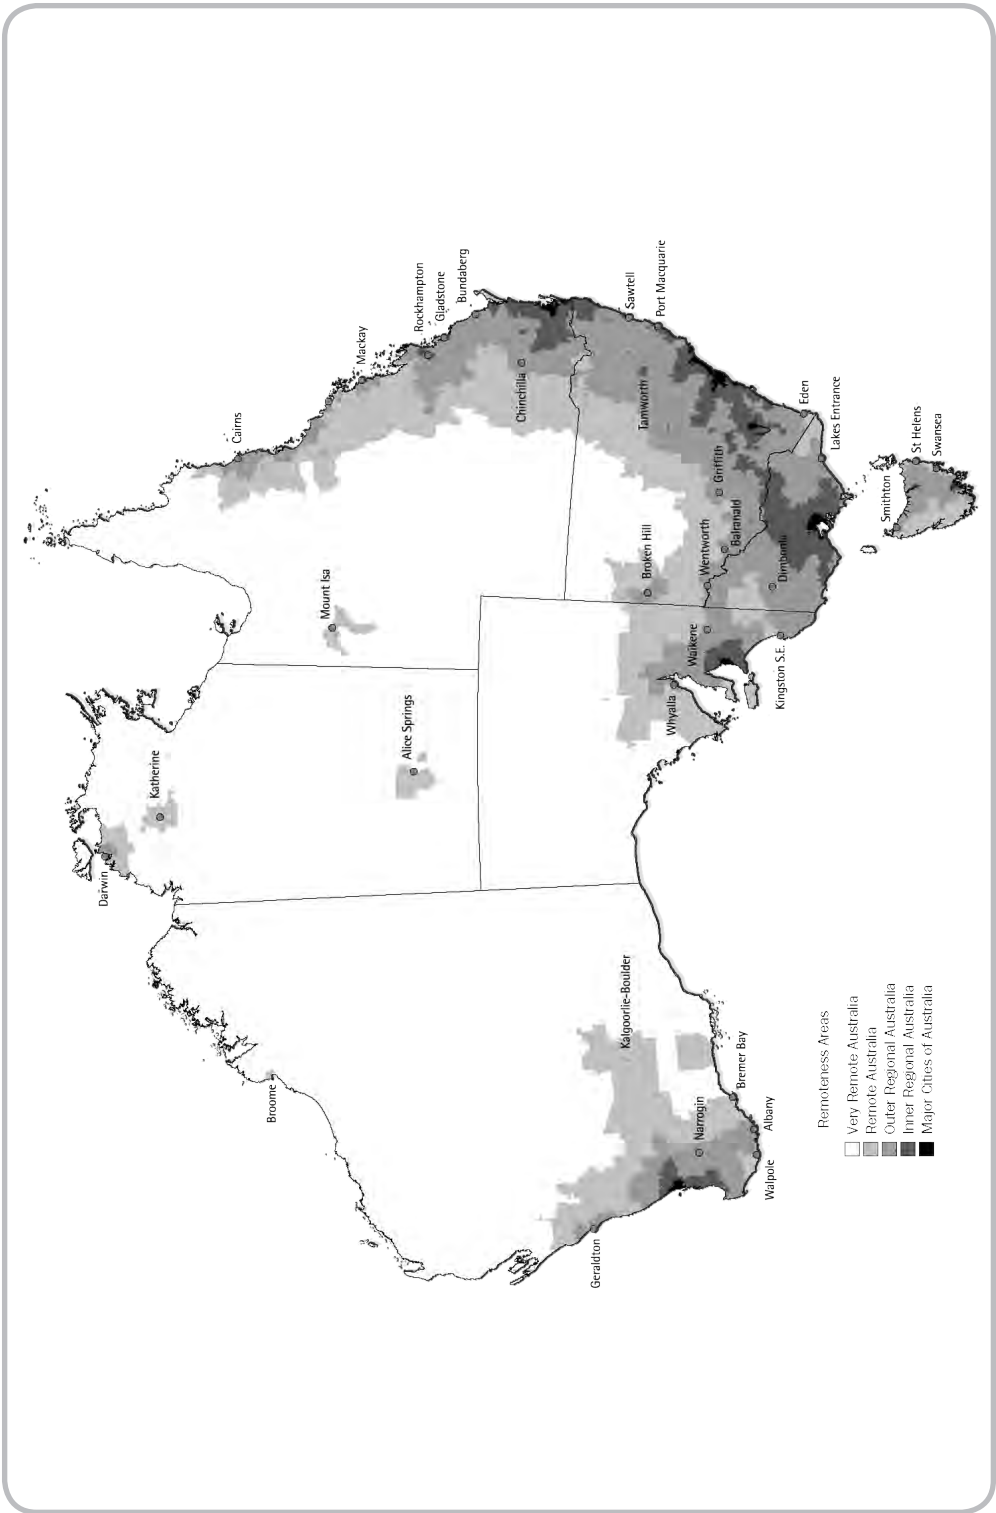 Cairns
Mackay
Rockhampton
Gladstone
Bundaberg
Chinchilla
Sawtell
Port Macquarie
Tamworth
Eden
Lakes Entrance
Griffith
Balranald
Wentworth
Broken Hill
Dimboola
Smithton
St Helens
Swansea
Mount Isa
Waikerie
Whyalla
Kingston S.E.
Alice Springs
Katherine
Darwin
Broome
Kalgoorlie-Boulder
Bremer Bay
Narrogin
Albany
Walpole
Geraldton
Remoteness Areas
Very Remote Australia
Remote Australia
Outer Regional Australia
Inner Regional Australia
Major Cities of Australia